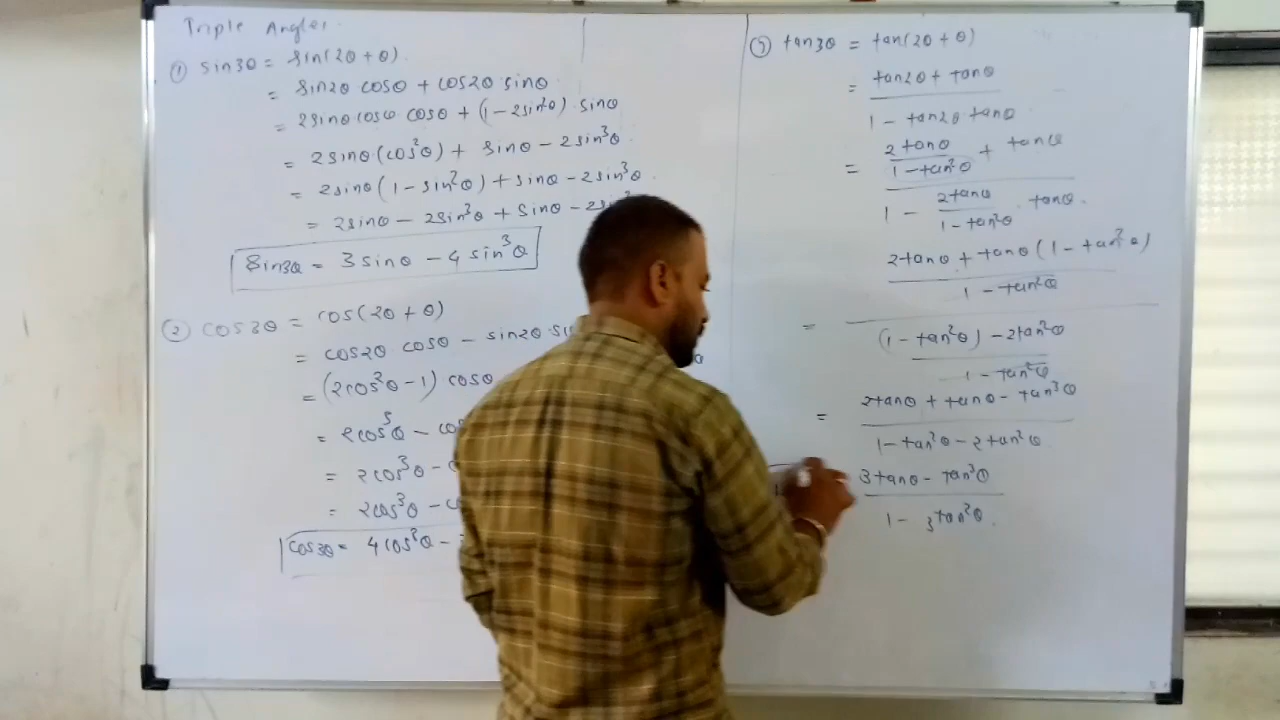 Triple Angles.
① sin3θ = sin(2θ + θ).
= sin2θ cosθ + cos2θ sinθ
= 2sinθ cosθ cosθ + (1 - 2sin²θ) sinθ
= 2sinθ(cos²θ) + sinθ - 2sin³θ
= 2sinθ(1 - sin²θ) + sinθ - 2sin³θ.
= 2sinθ - 2sin³θ + sinθ - 2sin³
Sin3θ = 3sinθ - 4sin³θ
② cos3θ = cos(2θ + θ)
= cos2θ cosθ - sin2θ
= (2cos²θ - 1) cosθ
= 2cos³θ -
= 2cos³θ -
= 2cos³θ -
cos3θ = 4cos³θ -
③ tan3θ = tan(2θ + θ)
= tan2θ + tanθ
1 - tan2θ tanθ
= 2tanθ
1 - tan²θ
+ tanθ
1 - 2tanθ
1 - tan²θ
. tanθ.
2tanθ + tanθ(1 - tan²θ)
1 - tan²θ
=
(1 - tan²θ) - 2tan²θ
1 - tan²θ
= 2tanθ + tanθ - tan³θ
1 - tan²θ - 2tan²θ
3tanθ - tan³θ
1 - 3tan²θ.